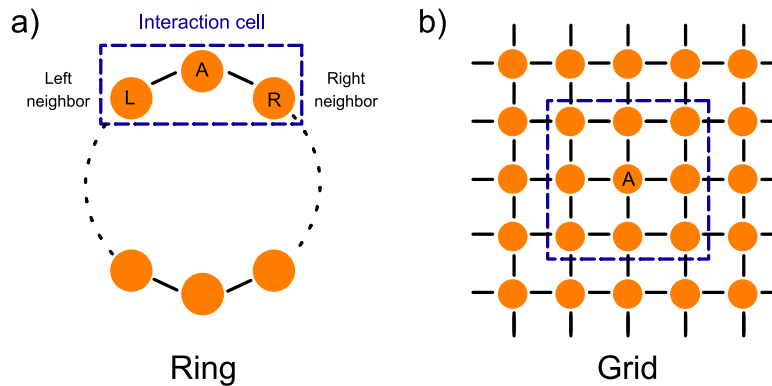 a)
Interaction cell
Left
neighbor
L
A
R
Right
neighbor
Ring
b)
A
Grid